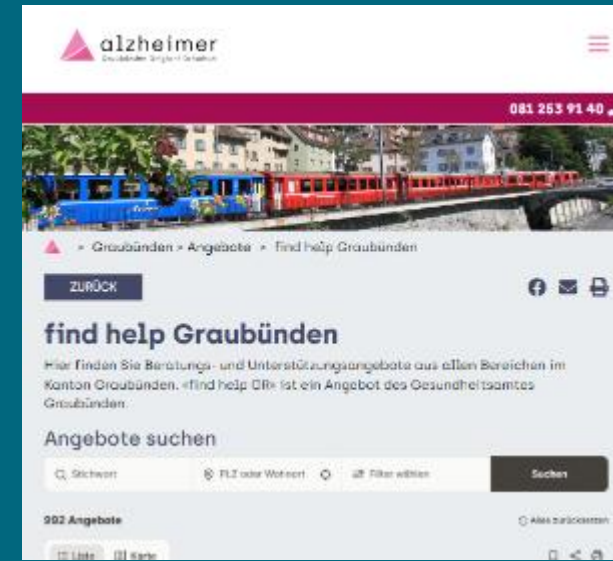 alzheimer
081 253 91 40
> Graubünden > Angebote > find help Graubünden
ZURÜCK
find help Graubünden
Hier finden Sie Beratungs- und Unterstützungsangebote aus allen Bereichen im
Kanton Graubünden. «find help GR» ist ein Angebot des Gesundheitsamtes
Graubünden.
Angebote suchen
Stichwort PLZ oder Wohnort Filter wählen Suchen
992 Angebote Alles zurücksetzen
Liste Karte